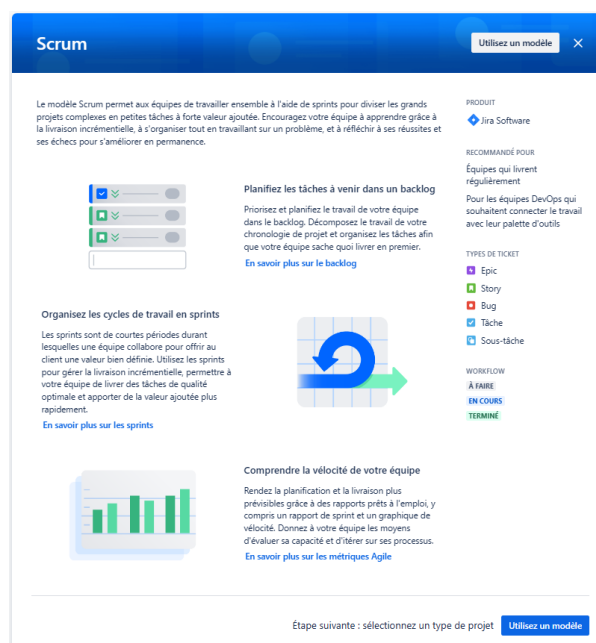 Scrum
Utilisez un modèle
Le modèle Scrum permet aux équipes de travailler ensemble à l'aide de sprints pour diviser les grands
projets complexes en petites tâches à forte valeur ajoutée. Encouragez votre équipe à apprendre grâce à
la livraison incrémentielle, à s'organiser tout en travaillant sur un problème, et à réfléchir à ses réussites et
ses échecs pour s'améliorer en permanence.
Planifiez les tâches à venir dans un backlog
Priorisez et planifiez le travail de votre équipe
dans le backlog. Décomposez le travail de votre
chronologie de projet et organisez les tâches afin
que votre équipe sache quoi livrer en premier.
En savoir plus sur le backlog
Organisez les cycles de travail en sprints
Les sprints sont de courtes périodes durant
lesquelles une équipe collabore pour offrir au
client une valeur bien définie. Utilisez les sprints
pour gérer la livraison incrémentielle, permettre à
votre équipe de livrer des tâches de qualité
optimale et apporter de la valeur ajoutée plus
rapidement.
En savoir plus sur les sprints
Comprendre la vélocité de votre équipe
Rendez la planification et la livraison plus
prévisibles grâce à des rapports prêts à l'emploi, y
compris un rapport de sprint et un graphique de
vélocité. Donnez à votre équipe les moyens
d'évaluer sa capacité et d'itérer sur ses processus.
En savoir plus sur les métriques Agile
PRODUIT
Jira Software
RECOMMANDÉ POUR
Équipes qui livrent
régulièrement
Pour les équipes DevOps qui
souhaitent connecter le travail
avec leur palette d'outils
TYPES DE TICKET
Epic
Story
Bug
Tâche
Sous-tâche
WORKFLOW
À FAIRE
EN COURS
TERMINÉ
Étape suivante : sélectionnez un type de projet
Utilisez un modèle